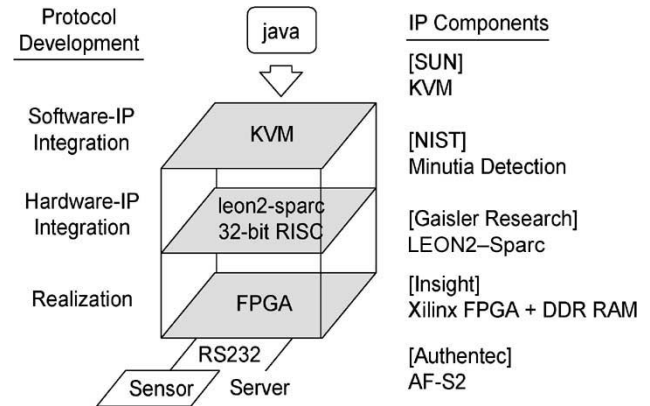 Protocol
Development
java
IP Components
[SUN]
KVM
Software-IP
Integration
KVM
[NIST]
Minutia Detection
Hardware-IP
Integration
leon2-sparc
32-bit RISC
[Gaisler Research]
LEON2–Sparc
Realization
FPGA
[Insight]
Xilinx FPGA + DDR RAM
RS232
Sensor
Server
[Authentec]
AF-S2